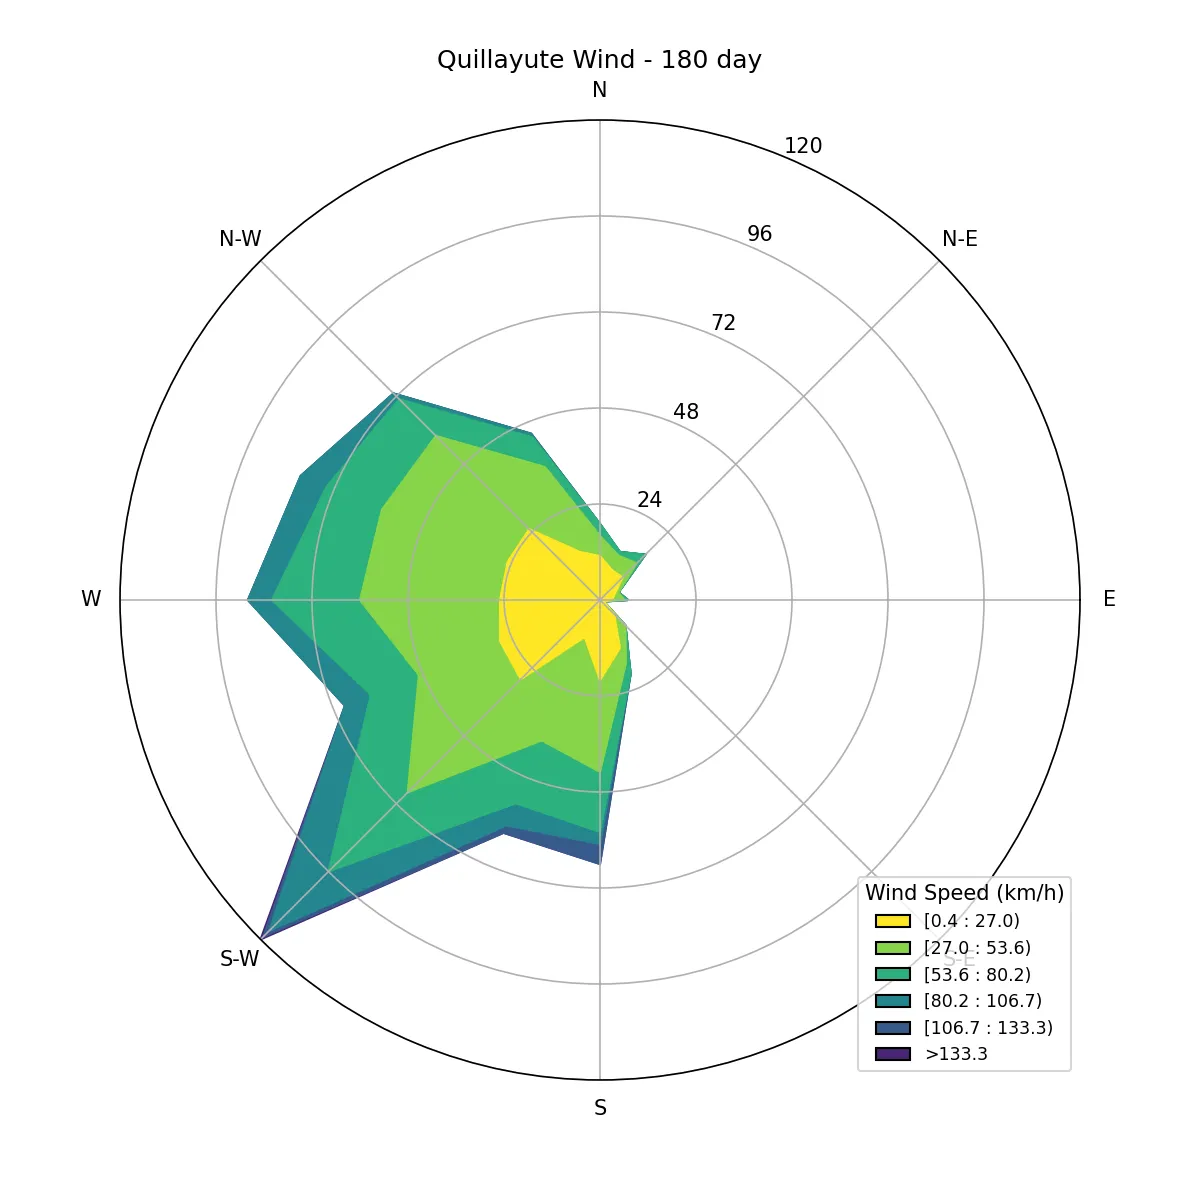 Quillayute Wind - 180 day
N
120
N-W
96
N-E
72
48
24
W
E
S-W
S-E
S
Wind Speed (km/h)
[0.4 : 27.0)
[27.0 : 53.6)
[53.6 : 80.2)
[80.2 : 106.7)
[106.7 : 133.3)
>133.3